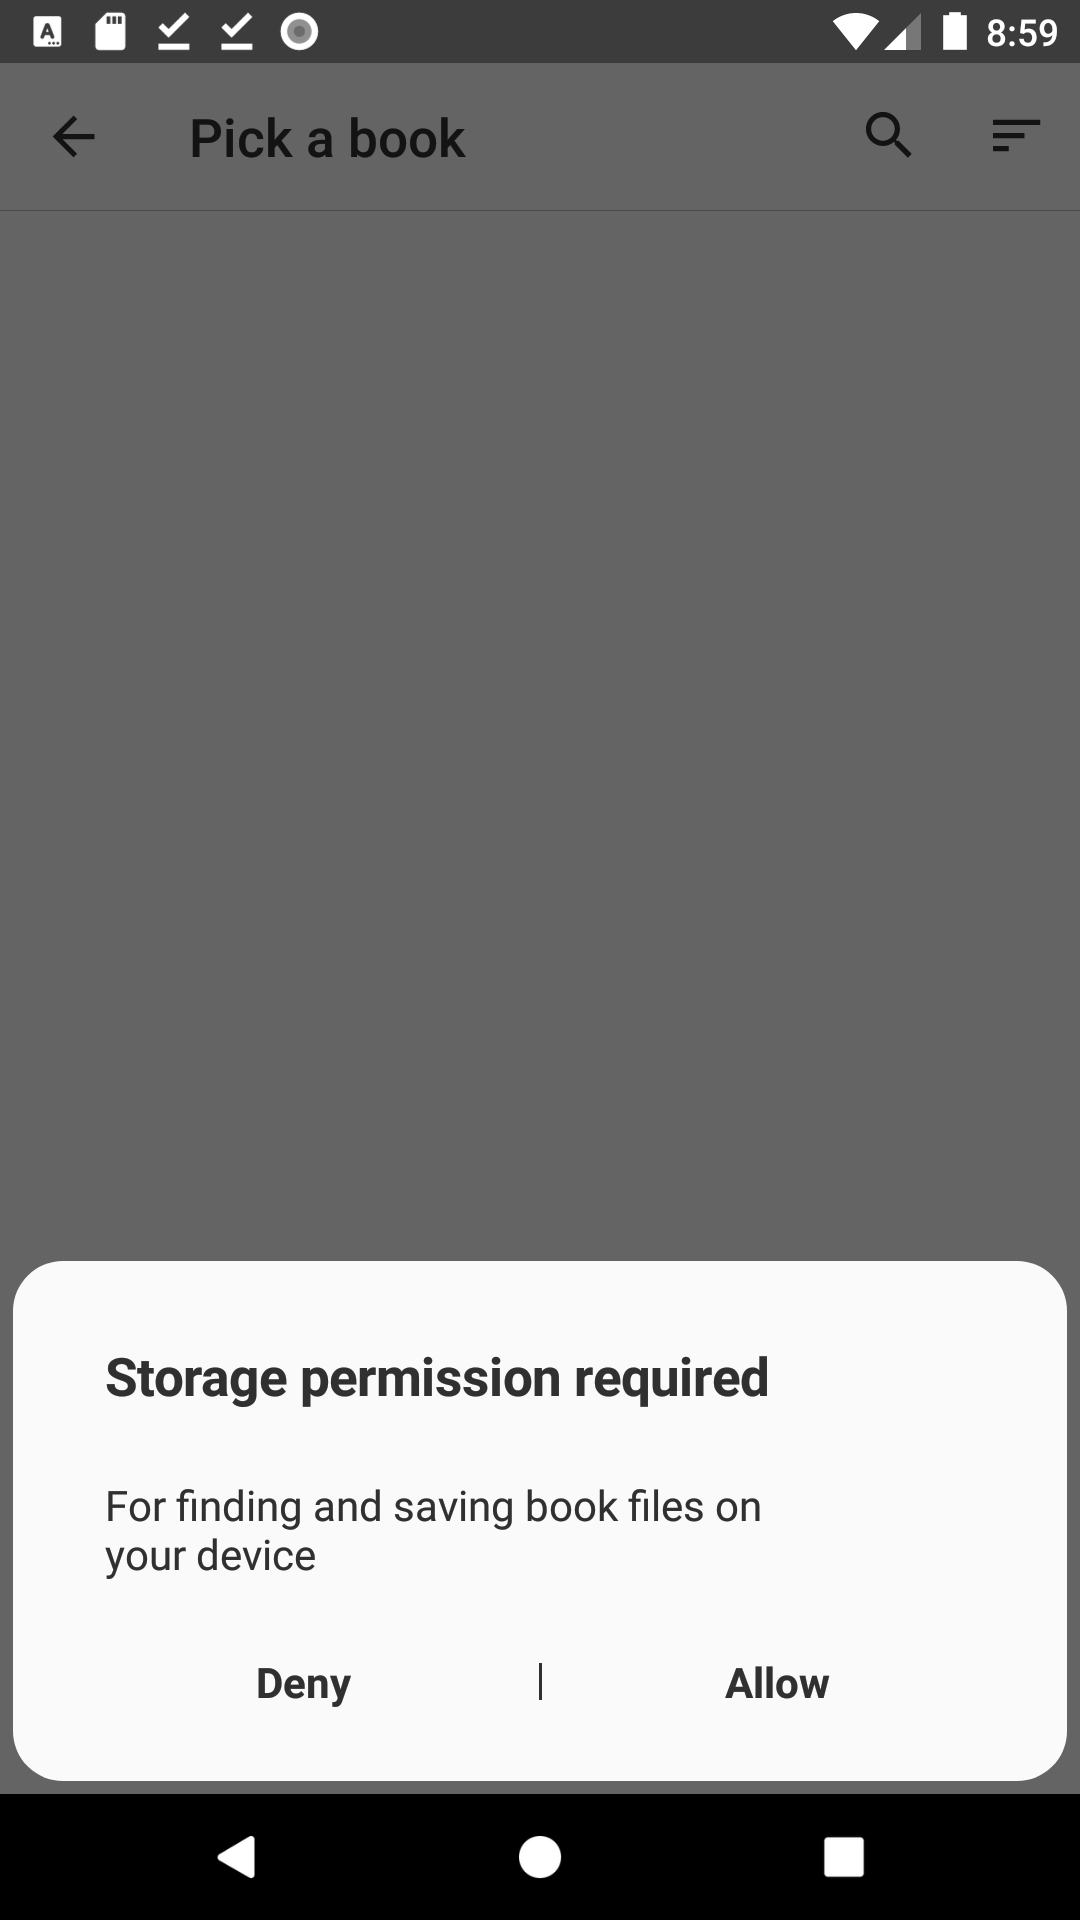 8:59
Pick a book
Storage permission required
For finding and saving book files on
your device
Deny
Allow